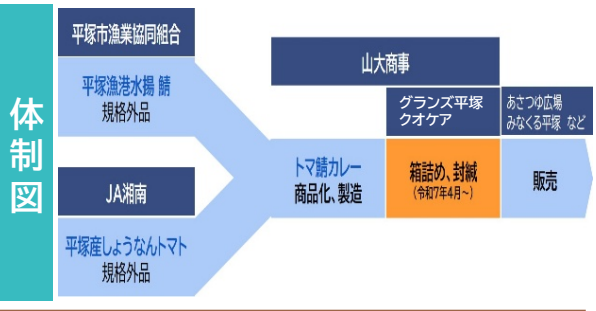 体制図
平塚市漁業協同組合
平塚漁港水揚 鯖
規格外品
JA湘南
平塚産しょうなんトマト
規格外品
山大商事
トマ鯖カレー
商品化、製造
グランズ平塚
クオケア
箱詰め、封緘
(令和7年4月～)
あさつゆ広場
みなくる平塚 など
販売